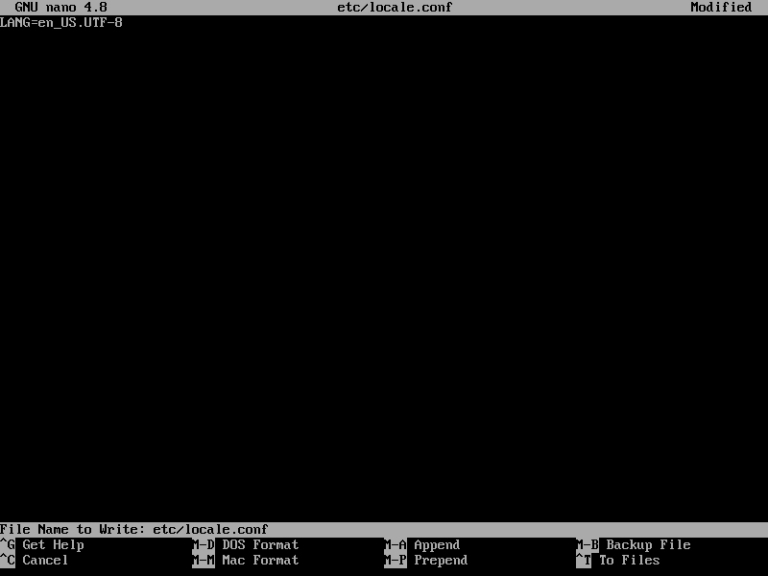 GNU nano 4.8 etc/locale.conf Modified
LANG=en_US.UTF-8
File Name to Write: etc/locale.conf
^G Get Help M-D DOS Format M-A Append M-B Backup File
^C Cancel M-M Mac Format M-P Prepend ^T To Files